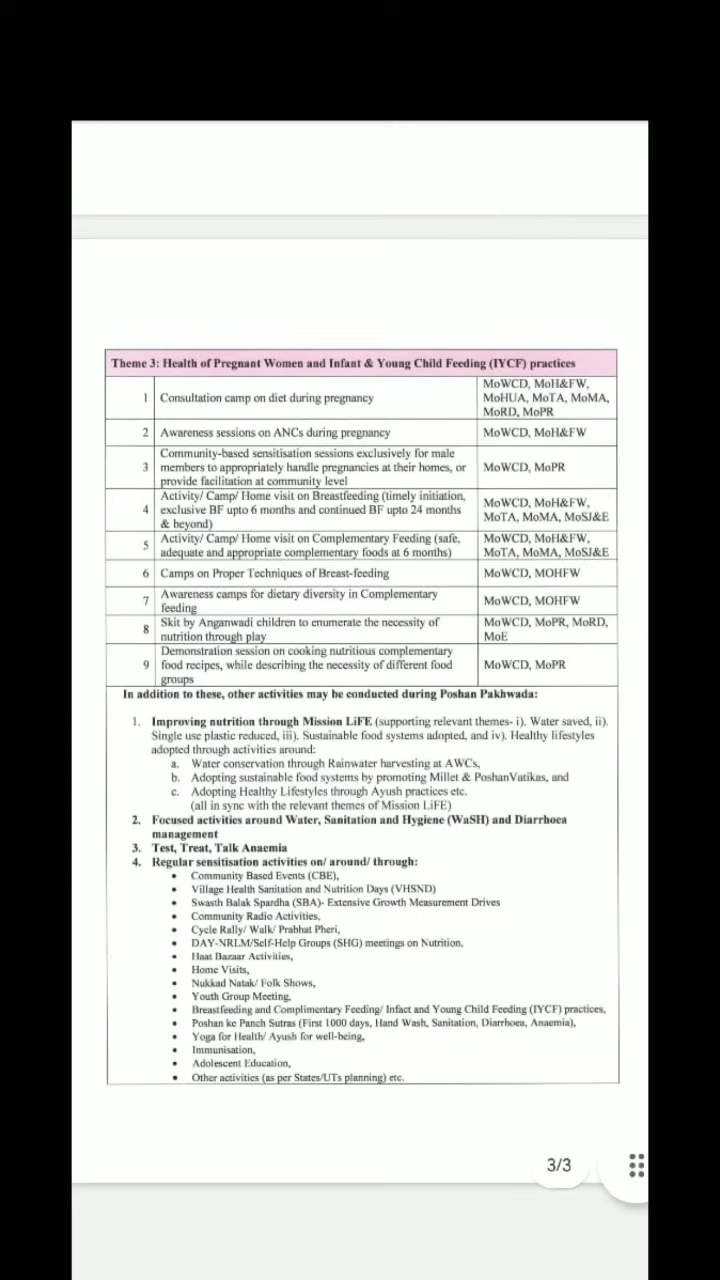 Theme 3: Health of Pregnant Women and Infant & Young Child Feeding (IYCF) practices
1 Consultation camp on diet during pregnancy
MoWCD, MoH&FW,
MoHUA, MoTA, MoMA,
MoRD, MoPR
2 Awareness sessions on ANCs during pregnancy
MoWCD, MoH&FW
3 Community-based sensitisation sessions exclusively for male
members to appropriately handle pregnancies at their homes, or
provide facilitation at community level
MoWCD, MoPR
4 Activity/ Camp/ Home visit on Breastfeeding (timely initiation,
exclusive BF upto 6 months and continued BF upto 24 months
& beyond)
MoWCD, MoH&FW,
MoTA, MoMA, MoSJ&E
5 Activity/ Camp/ Home visit on Complementary Feeding (safe,
adequate and appropriate complementary foods at 6 months)
MoWCD, MoH&FW,
MoTA, MoMA, MoSJ&E
6 Camps on Proper Techniques of Breast-feeding
MoWCD, MOHFW
7 Awareness camps for dietary diversity in Complementary
feeding
MoWCD, MOHFW
8 Skit by Anganwadi children to enumerate the necessity of
nutrition through play
MoWCD, MoPR, MoRD,
MoE
9 Demonstration session on cooking nutritious complementary
food recipes, while describing the necessity of different food
groups
MoWCD, MoPR
In addition to these, other activities may be conducted during Poshan Pakhwada:
1. Improving nutrition through Mission LiFE (supporting relevant themes- i). Water saved, ii).
Single use plastic reduced, iii). Sustainable food systems adopted, and iv). Healthy lifestyles
adopted through activities around:
a. Water conservation through Rainwater harvesting at AWCs,
b. Adopting sustainable food systems by promoting Millet & PoshanVatikas, and
c. Adopting Healthy Lifestyles through Ayush practices etc.
(all in sync with the relevant themes of Mission LiFE)
2. Focused activities around Water, Sanitation and Hygiene (WaSH) and Diarrhoea
management
3. Test, Treat, Talk Anaemia
4. Regular sensitisation activities on/ around/ through:
• Community Based Events (CBE),
• Village Health Sanitation and Nutrition Days (VHSND)
• Swasth Balak Spardha (SBA)- Extensive Growth Measurement Drives
• Community Radio Activities,
• Cycle Rally/ Walk/ Prabhat Pheri,
• DAY-NRLM/Self-Help Groups (SHG) meetings on Nutrition,
• Haat Bazaar Activities,
• Home Visits,
• Nukkad Natak/ Folk Shows,
• Youth Group Meeting,
• Breastfeeding and Complimentary Feeding/ Infact and Young Child Feeding (IYCF) practices,
• Poshan ke Panch Sutras (First 1000 days, Hand Wash, Sanitation, Diarrhoea, Anaemia),
• Yoga for Health/ Ayush for well-being,
• Immunisation,
• Adolescent Education,
• Other activities (as per States/UTs planning) etc.
3/3